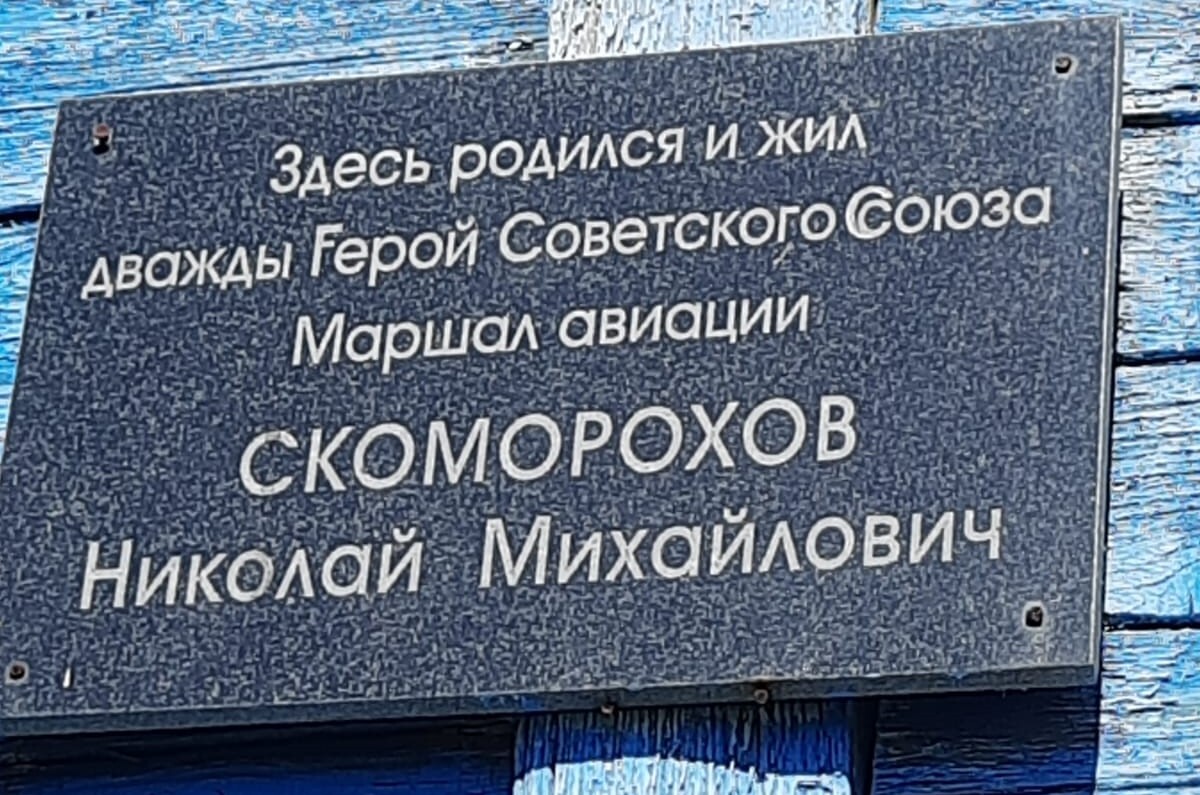 Здесь родился и жил
дважды Герой Советского Союза
Маршал авиации
СКОМОРОХОВ
Николай Михайлович